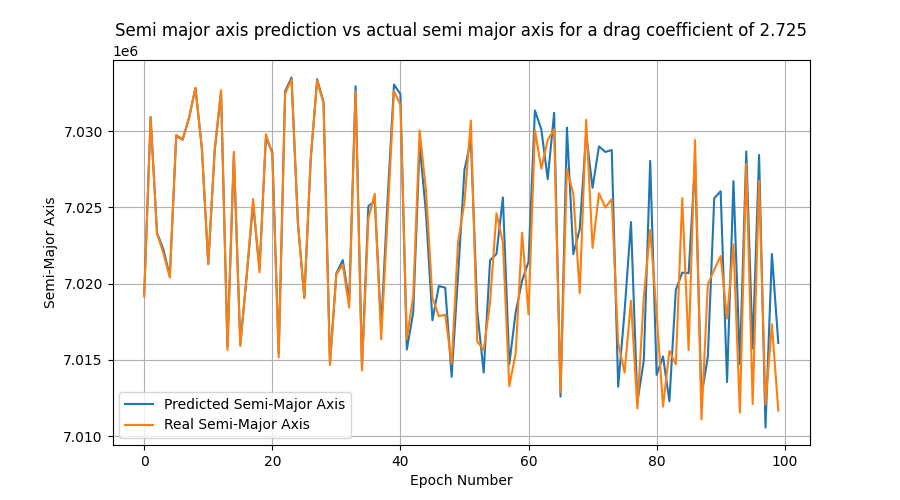 Semi major axis prediction vs actual semi major axis for a drag coefficient of 2.725
1e6
7.030
7.025
7.020
7.015
7.010
Semi-Major Axis
Predicted Semi-Major Axis
Real Semi-Major Axis
0 20 40 60 80 100
Epoch Number